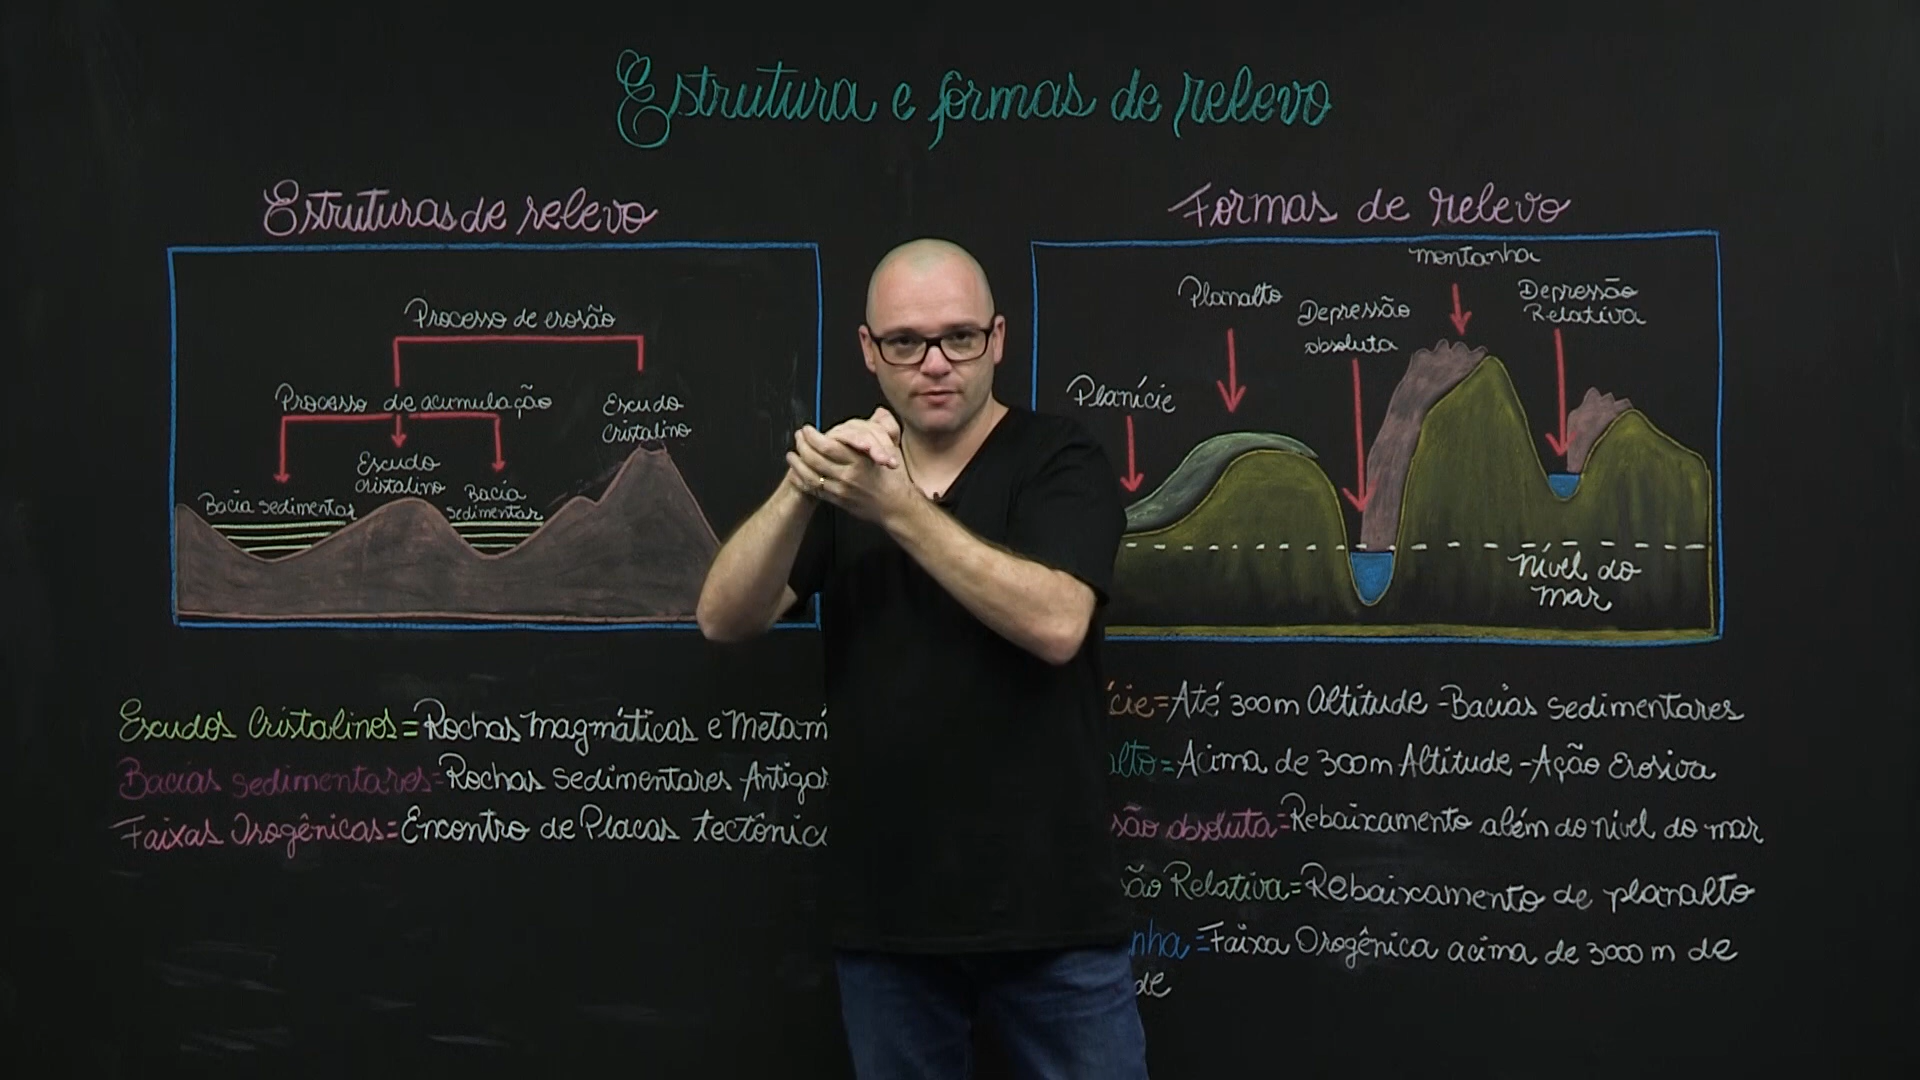 Estrutura e formas de relevo
Estruturas de relevo
Processo de erosão
Processo de acumulação
Escudo
Cristalino
Escudo
cristalino
Bacia sedimentar
Bacia
sedimentar
Escudos Cristalinos=Rochas magmáticas e Metam
Bacias sedimentares=Rochas sedimentares Antigas
Faixas Orogênicas=Encontro de Placas tectônic
Formas de relevo
montanha
Planalto
Depressão
absoluta
Depressão
Relativa
Planície
Nível do
mar
cie=Até 300m Altitude-Bacias sedimentares
alto=Acima de 300m Altitude-Ação Erosiva
são absoluta=Rebaixamento além do nível do mar
são Relativa=Rebaixamento de planalto
nha=Faixa Orogênica acima de 3000 m de
de